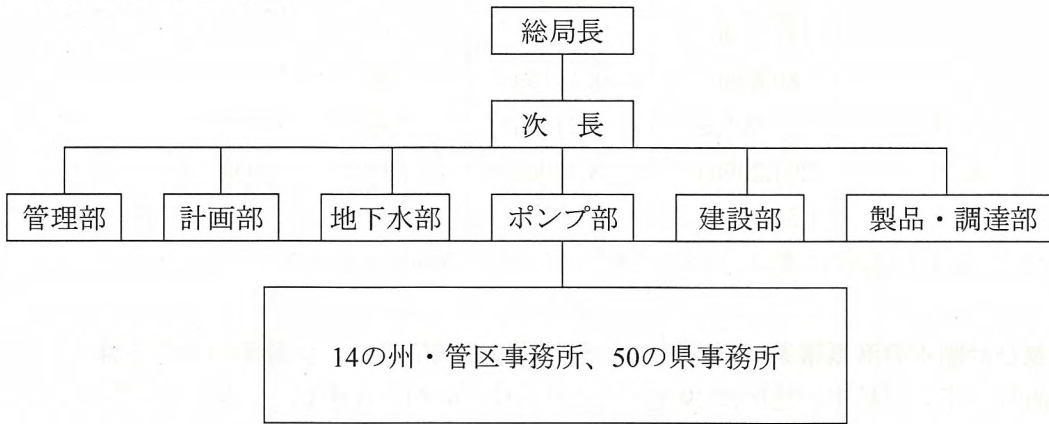 総局長
次 長
管理部
計画部
地下水部
ポンプ部
建設部
製品・調達部
14の州・管区事務所、50の県事務所